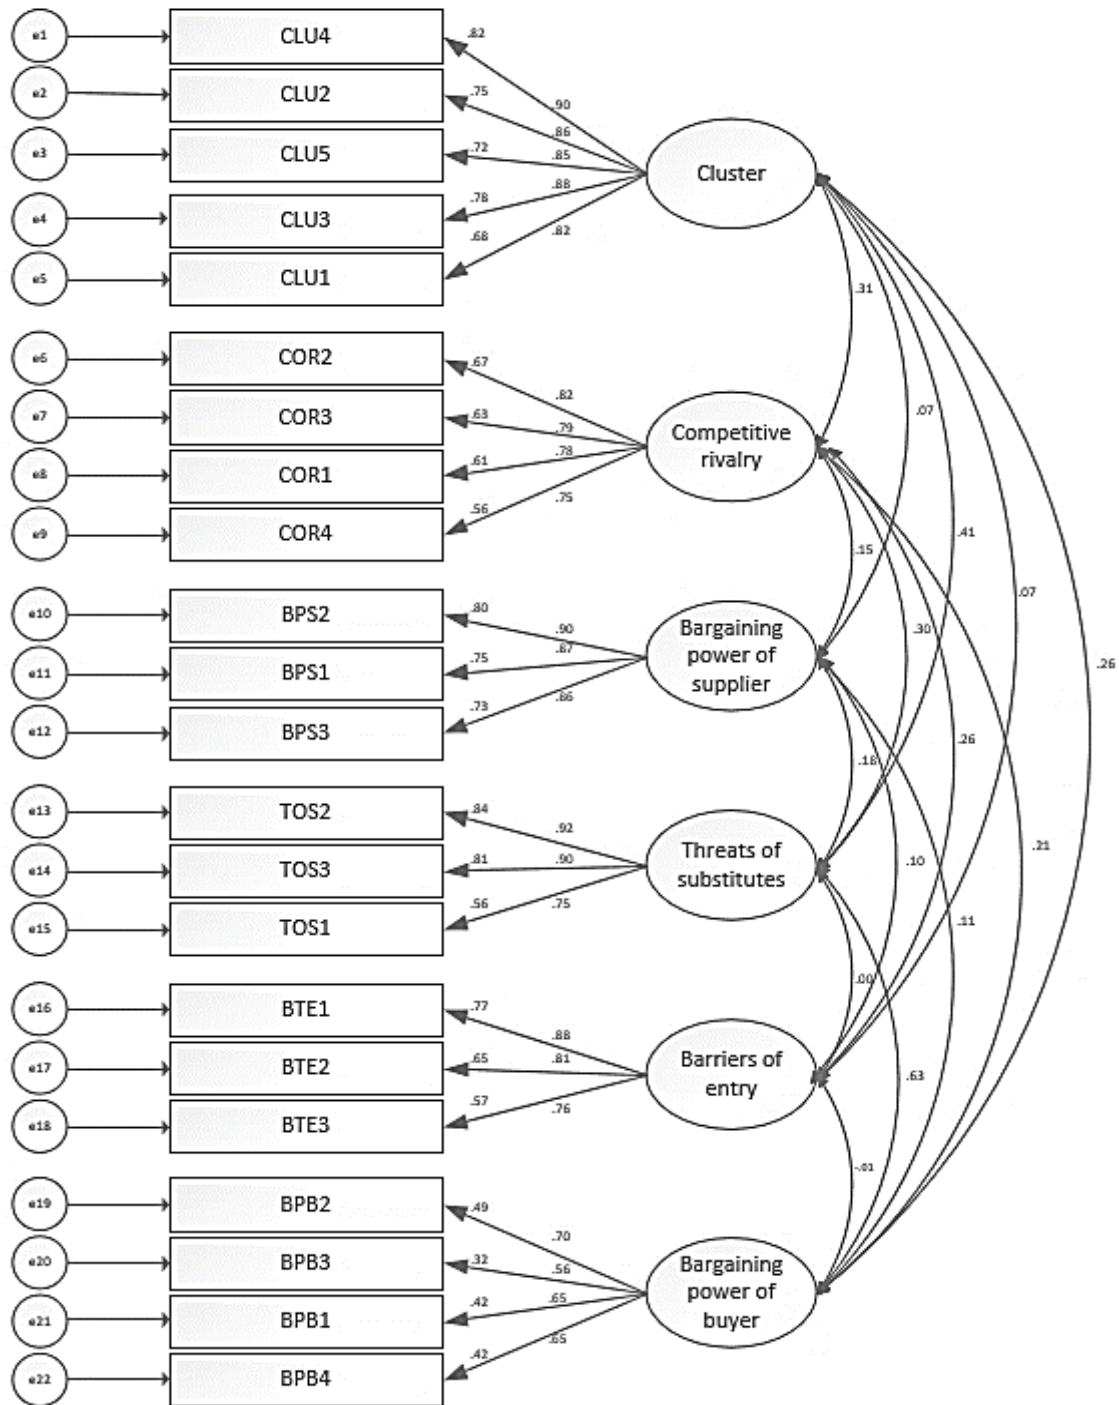 e1 CLU4 .82
e2 CLU2 .75 .90
e3 CLU5 .72 .86
.85
Cluster
e4 CLU3 .78 .88
e5 CLU1 .68 .82
.31
e6 COR2 .67
.82
e7 COR3 .63 .79
.07
Competitive
rivalry
e8 COR1 .61 .78
e9 COR4 .56 .75
.15
.41
e10 BPS2 .80
.90
.30
.07
e11 BPS1 .75 .87
Bargaining
power of
supplier
.26
e12 BPS3 .73 .86
.18
.26
e13 TOS2 .84
.92
e14 TOS3 .81 .90
Threats of
substitutes
.10
.21
e15 TOS1 .56 .75
.11
.00
e16 BTE1 .77
.88
e17 BTE2 .65 .81
Barriers of
entry
.63
e18 BTE3 .57 .76
-.01
e19 BPB2 .49
.70
e20 BPB3 .32 .56
Bargaining
power of
buyer
e21 BPB1 .42 .65
e22 BPB4 .42 .65